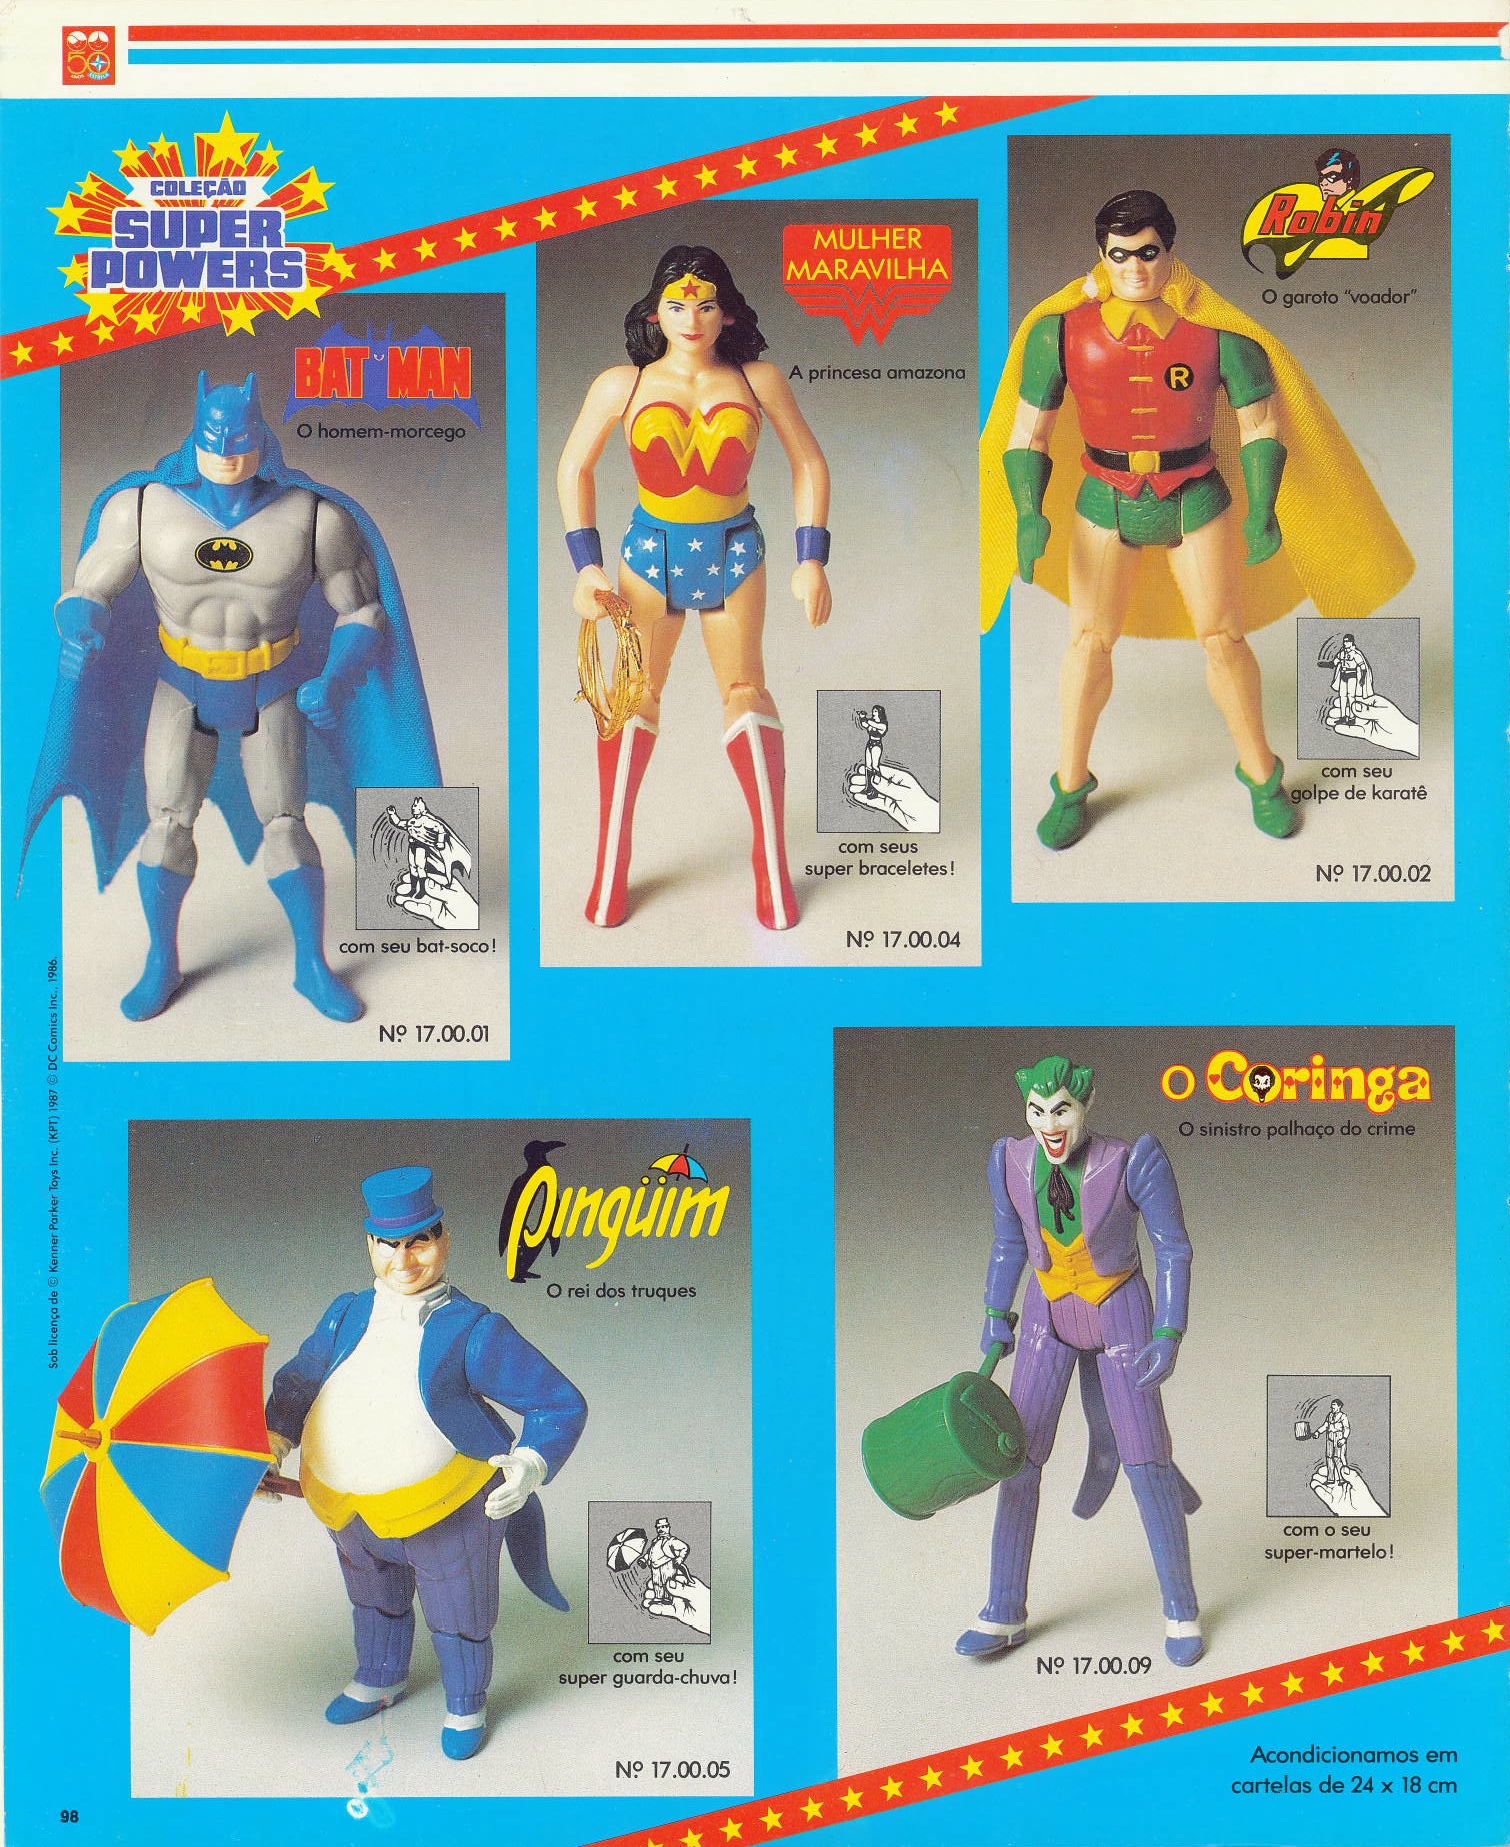 50
ANOS ESTRELA
COLEÇÃO
SUPER
POWERS
BATMAN
O homem-morcego
com seu bat-soco!
Nº 17.00.01
MULHER
MARAVILHA
A princesa amazona
com seus
super braceletes!
Nº 17.00.04
Robin
O garoto "voador"
R
com seu
golpe de karatê
Nº 17.00.02
Sob licença de © Kenner Parker Toys Inc. (KPT) 1987 © DC Comics Inc., 1986.
Pingüim
O rei dos truques
com seu
super guarda-chuva!
Nº 17.00.05
O Coringa
O sinistro palhaço do crime
com o seu
super-martelo!
Nº 17.00.09
Acondicionamos em
cartelas de 24 x 18 cm
98